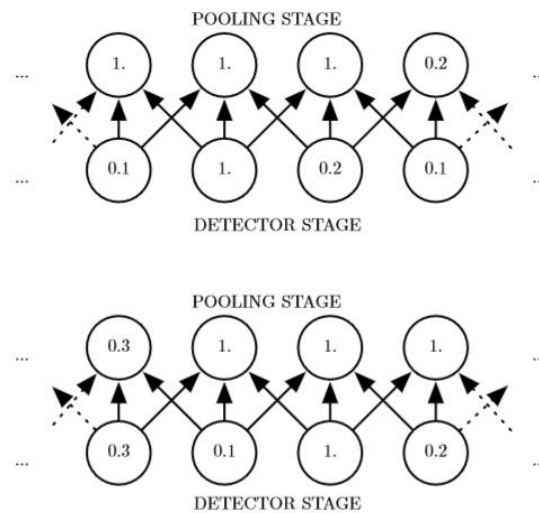 POOLING STAGE
... 1. 1. 1. 0.2 ...
... 0.1 1. 0.2 0.1 ...
DETECTOR STAGE
POOLING STAGE
... 0.3 1. 1. 1. ...
... 0.3 0.1 1. 0.2 ...
DETECTOR STAGE